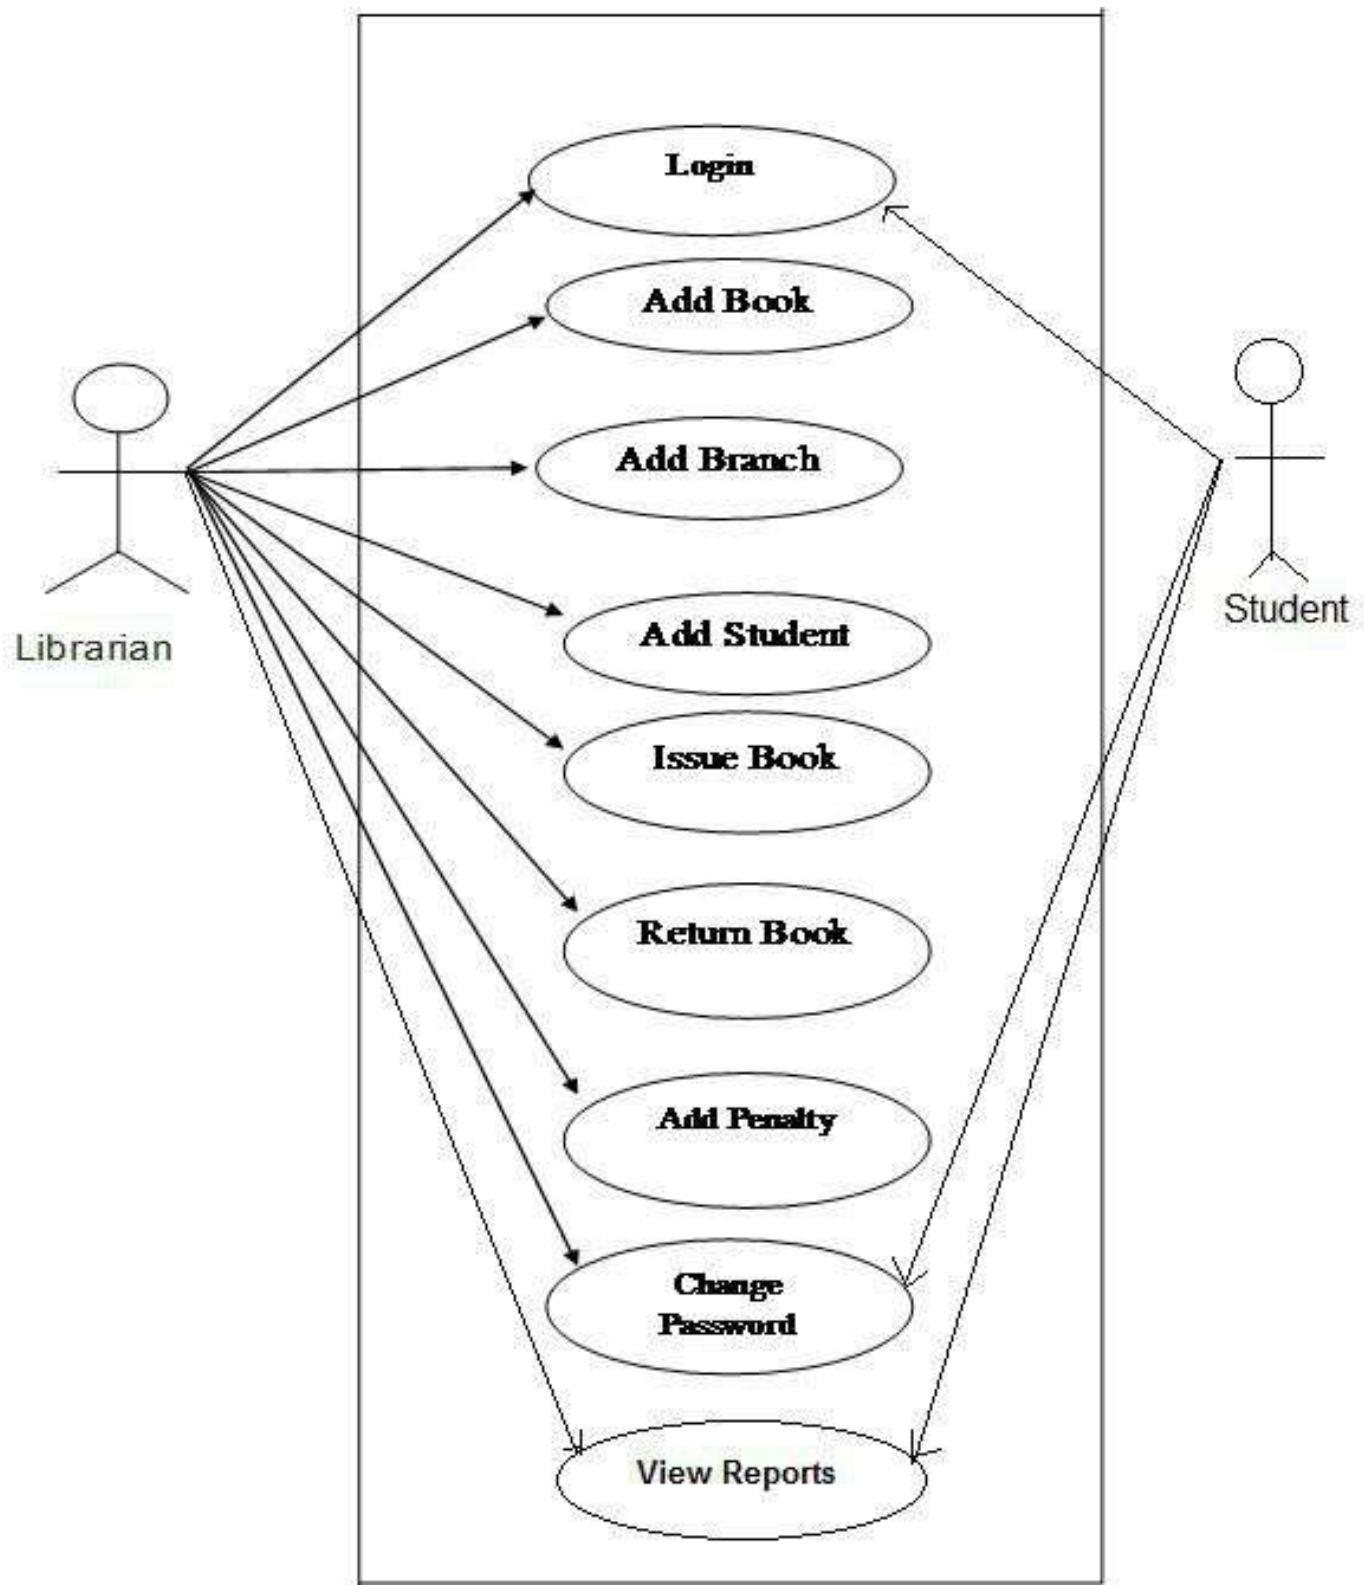 Login
Add Book
Add Branch
Add Student
Student
Librarian
Issue Book
Return Book
Add Penalty
Change
Password
View Reports